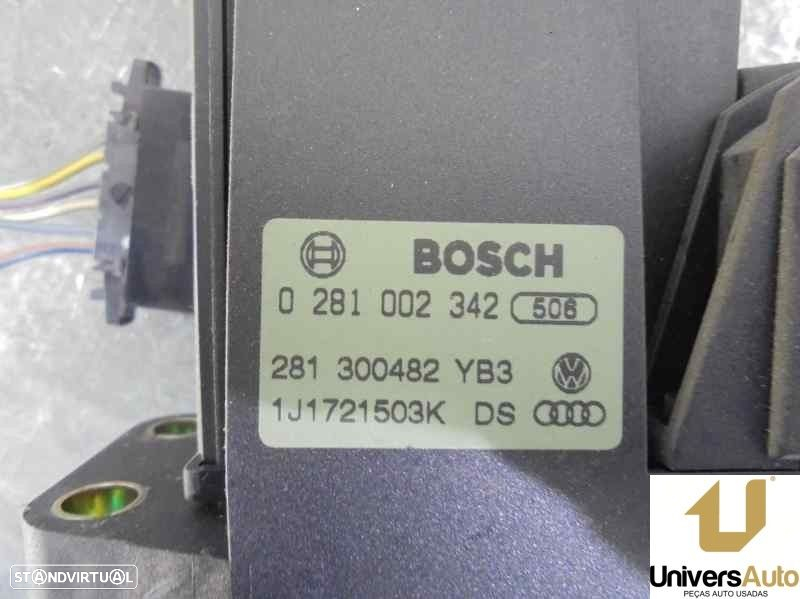 BOSCH
0 281 002 342 506
281 300482 YB3
1J1721503K DS
STANDVIRTUAL
UniversAuto
PEÇAS AUTO USADAS